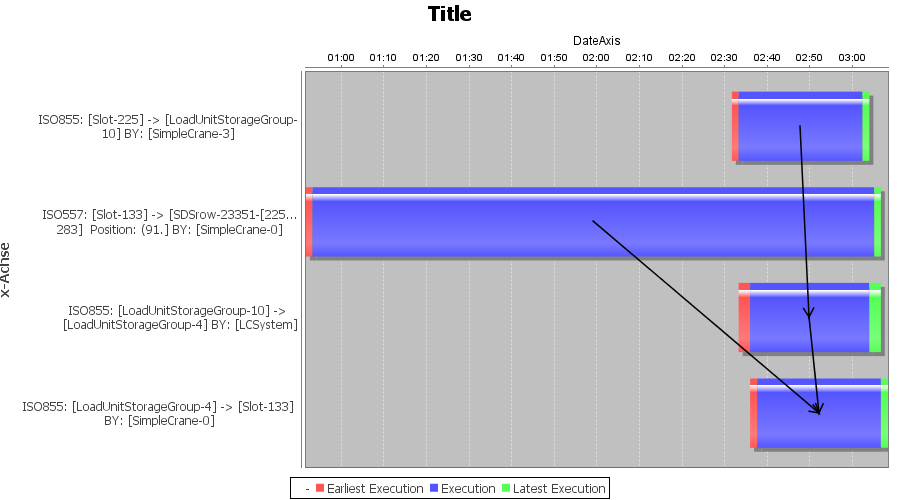 Title
DateAxis
01:00 01:10 01:20 01:30 01:40 01:50 02:00 02:10 02:20 02:30 02:40 02:50 03:00
x-Achse
ISO855: [Slot-225] -> [LoadUnitStorageGroup-
10] BY: [SimpleCrane-3]
ISO557: [Slot-133] -> [SDSrow-23351-[225...
283]  Position: (91.] BY: [SimpleCrane-0]
ISO855: [LoadUnitStorageGroup-10] ->
[LoadUnitStorageGroup-4] BY: [LCSystem]
ISO855: [LoadUnitStorageGroup-4] -> [Slot-133]
BY: [SimpleCrane-0]
- Earliest Execution Execution Latest Execution